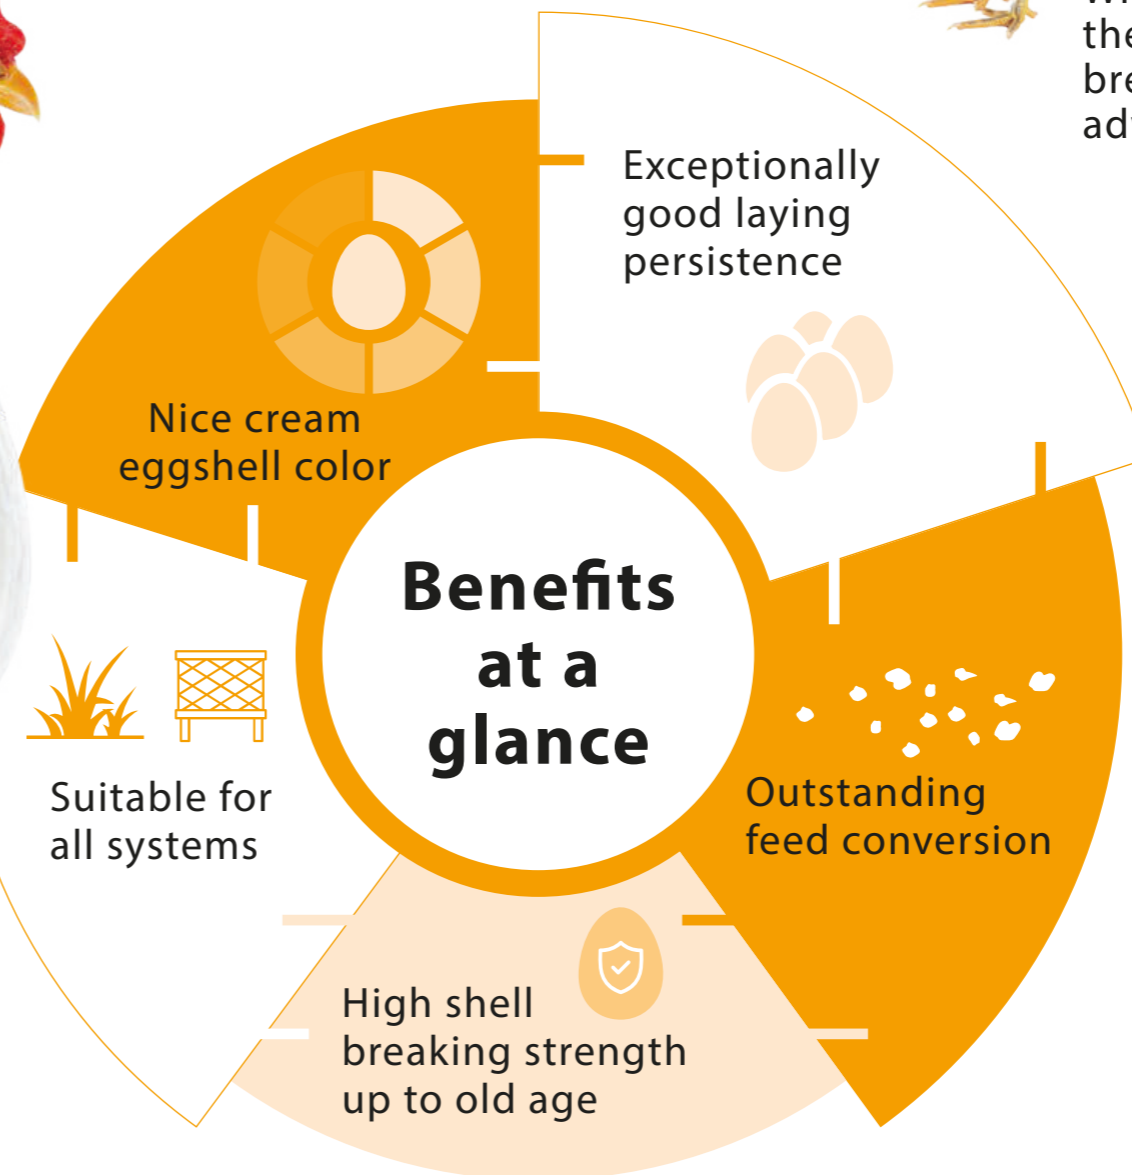 the
Exceptionally
good laying
persistence
Nice cream
eggshell color
Benefits
at a
glance
Suitable for
all systems
Outstanding
feed conversion
High shell
breaking strength
up to old age